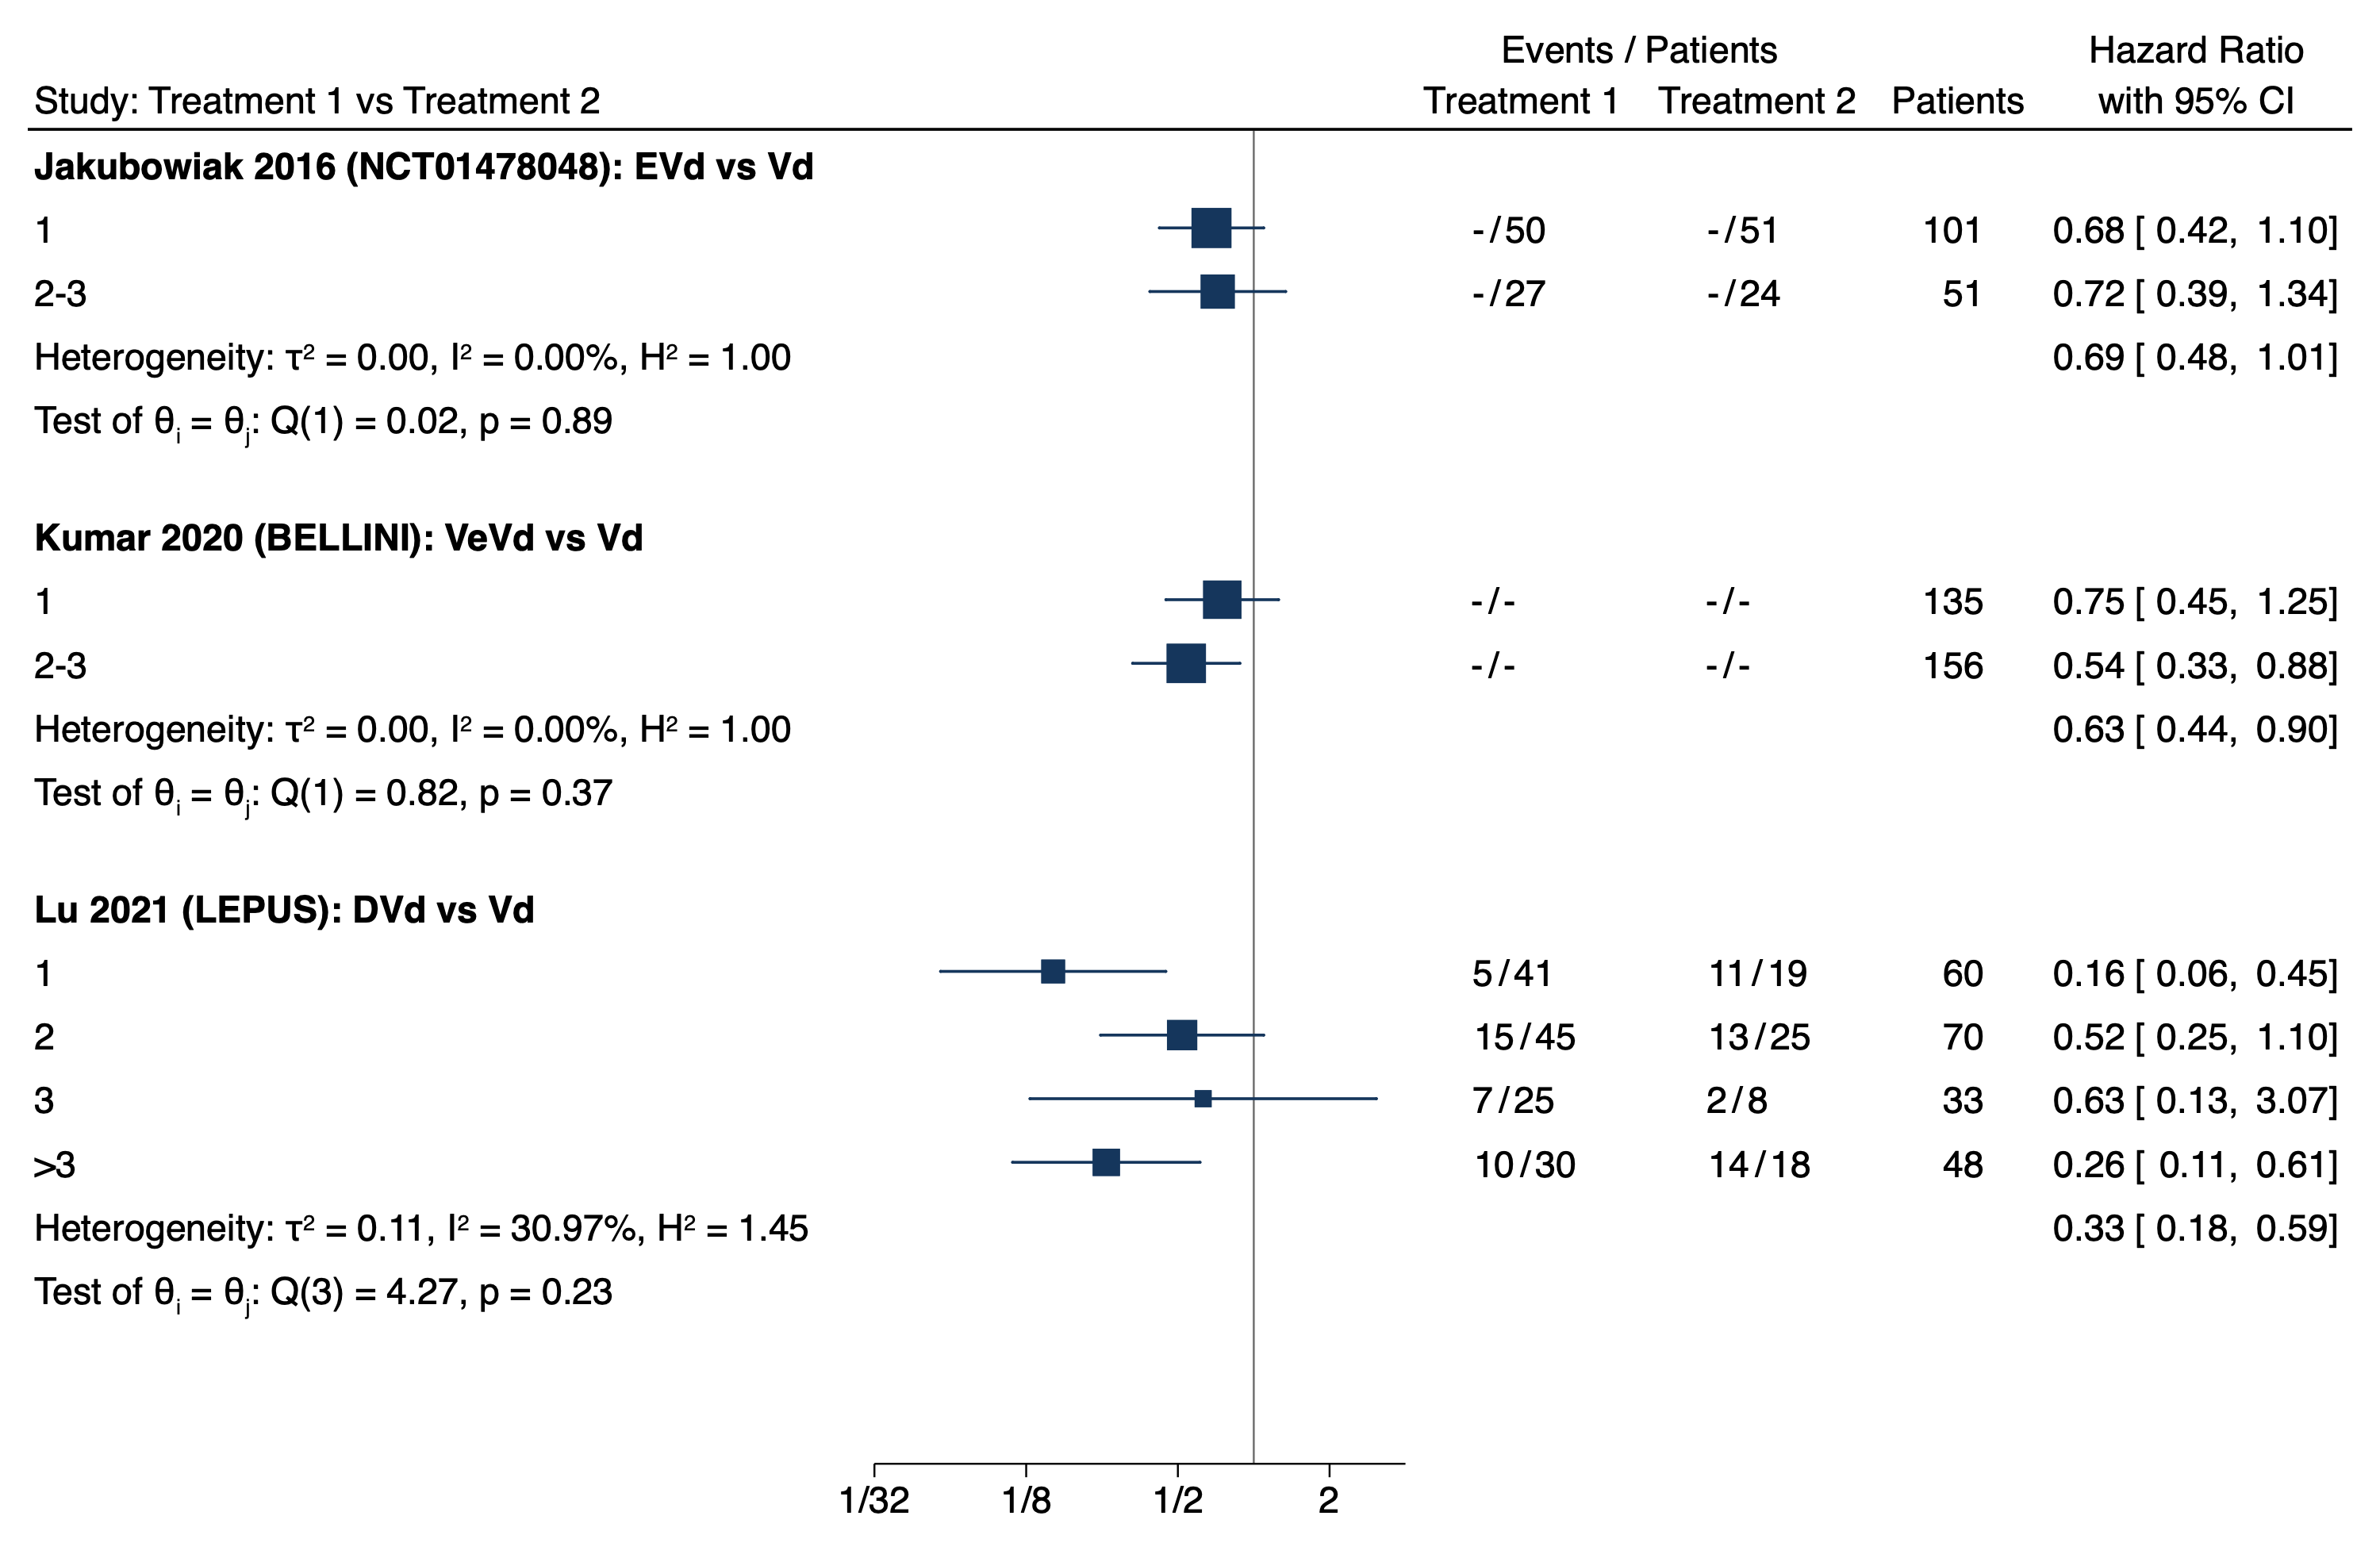 Events / Patients Hazard Ratio
Study: Treatment 1 vs Treatment 2 Treatment 1 Treatment 2 Patients with 95% CI
Jakubowiak 2016 (NCT01478048): EVd vs Vd
1 -/50 -/51 101 0.68 [ 0.42, 1.10]
2-3 -/27 -/24 51 0.72 [ 0.39, 1.34]
Heterogeneity: τ² = 0.00, I² = 0.00%, H² = 1.00 0.69 [ 0.48, 1.01]
Test of θᵢ = θⱼ: Q(1) = 0.02, p = 0.89
Kumar 2020 (BELLINI): VeVd vs Vd
1 -/- -/- 135 0.75 [ 0.45, 1.25]
2-3 -/- -/- 156 0.54 [ 0.33, 0.88]
Heterogeneity: τ² = 0.00, I² = 0.00%, H² = 1.00 0.63 [ 0.44, 0.90]
Test of θᵢ = θⱼ: Q(1) = 0.82, p = 0.37
Lu 2021 (LEPUS): DVd vs Vd
1 5/41 11/19 60 0.16 [ 0.06, 0.45]
2 15/45 13/25 70 0.52 [ 0.25, 1.10]
3 7/25 2/8 33 0.63 [ 0.13, 3.07]
>3 10/30 14/18 48 0.26 [ 0.11, 0.61]
Heterogeneity: τ² = 0.11, I² = 30.97%, H² = 1.45 0.33 [ 0.18, 0.59]
Test of θᵢ = θⱼ: Q(3) = 4.27, p = 0.23
1/32 1/8 1/2 2